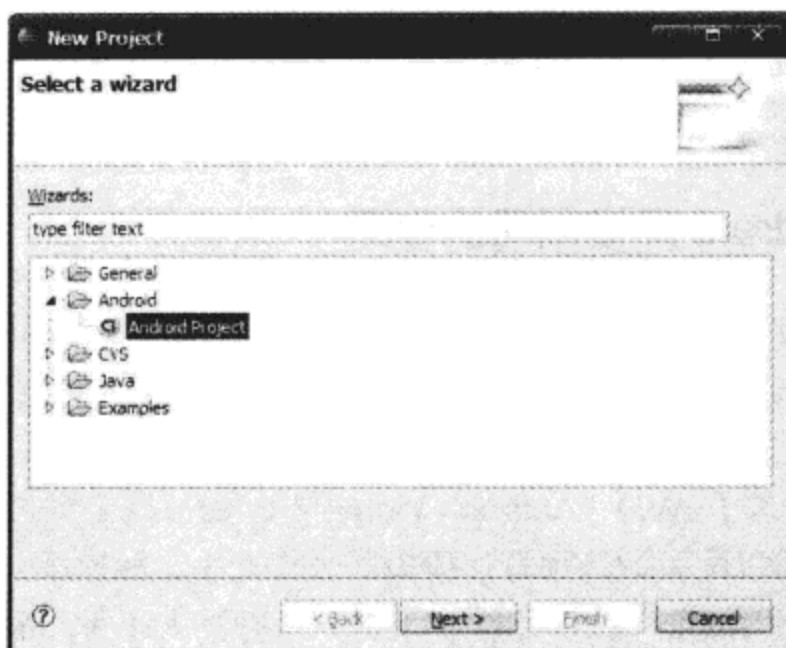 New Project
Select a wizard
Wizards:
type filter text
General
Android
Android Project
CVS
Java
Examples
< Back
Next >
Finish
Cancel